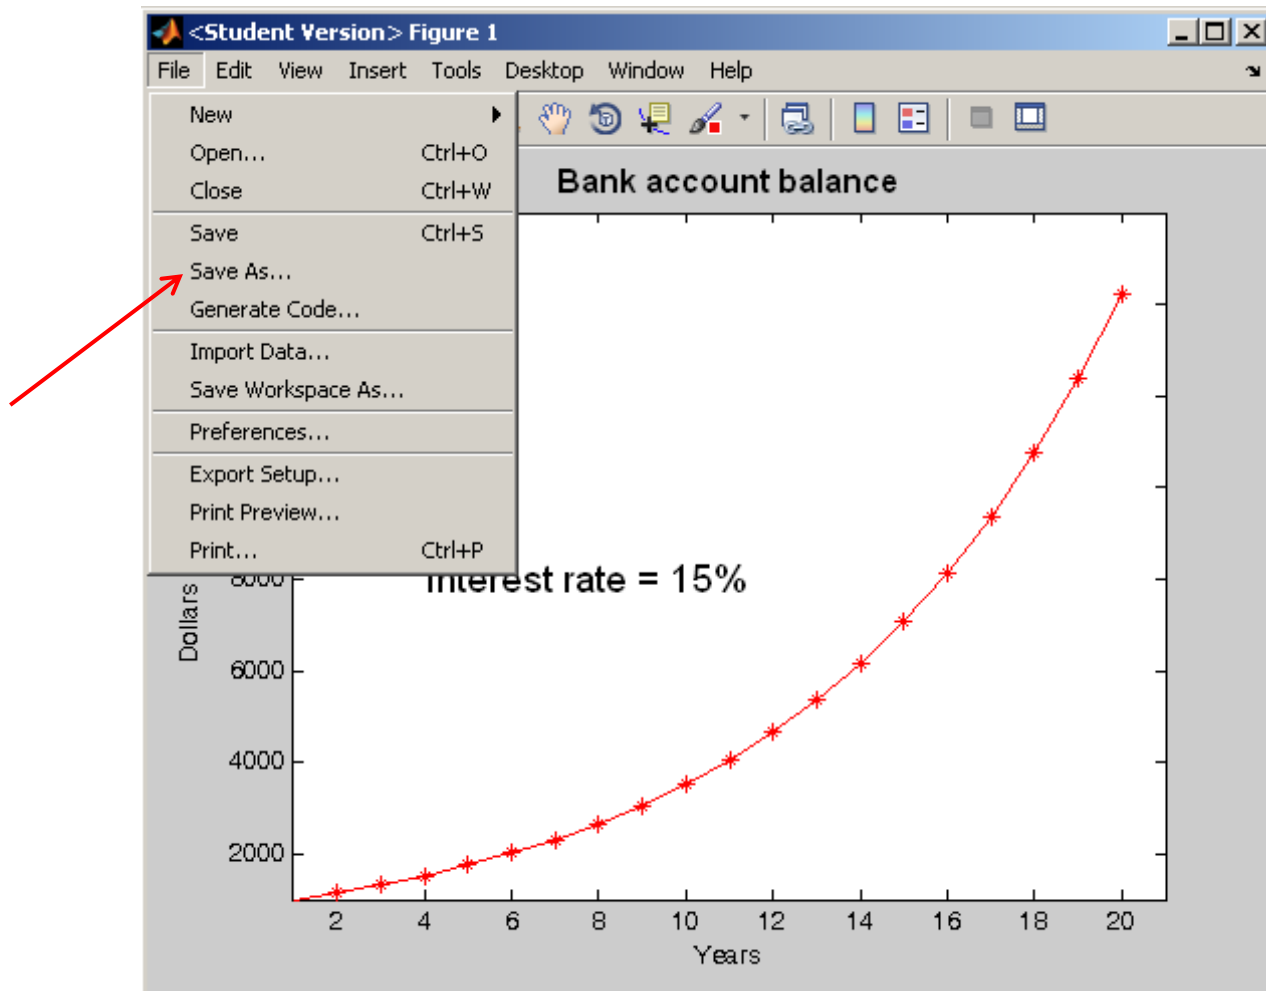 <Student Version> Figure 1
File Edit View Insert Tools Desktop Window Help
New
Open... Ctrl+O
Close Ctrl+W
Save Ctrl+S
Save As...
Generate Code...
Import Data...
Save Workspace As...
Preferences...
Export Setup...
Print Preview...
Print... Ctrl+P
Bank account balance
Interest rate = 15%
Dollars
8000
6000
4000
2000
2 4 6 8 10 12 14 16 18 20
Years